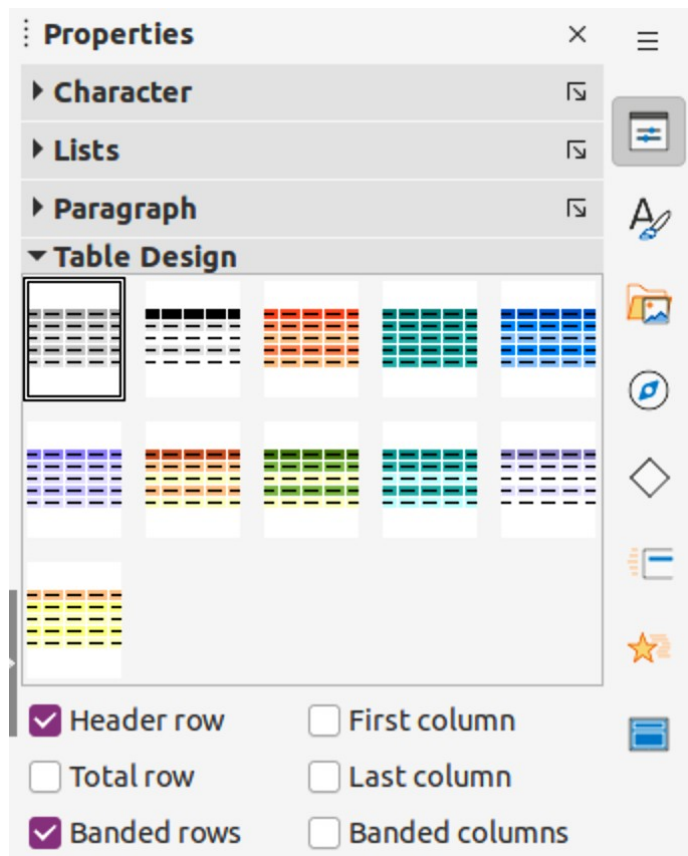 Properties
Character
Lists
Paragraph
Table Design
Header row First column
Total row Last column
Banded rows Banded columns